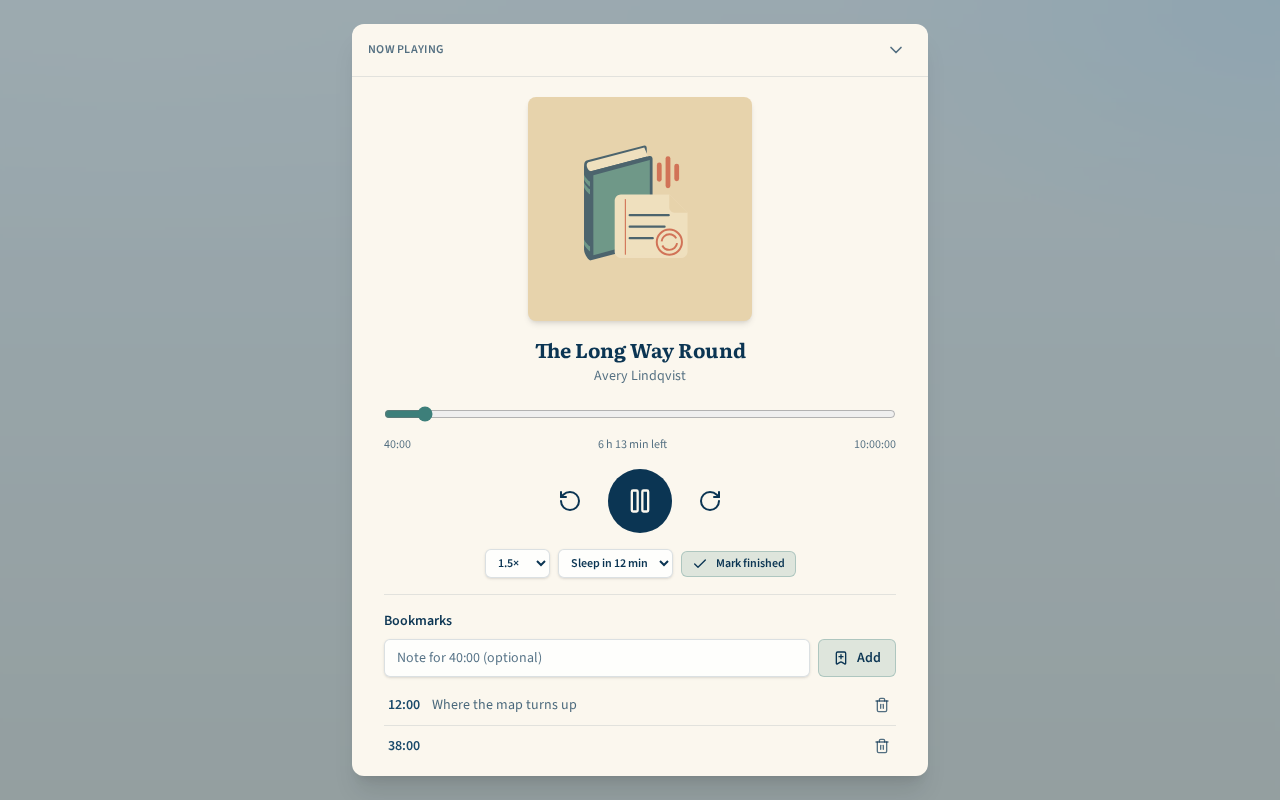 NOW PLAYING
The Long Way Round
Avery Lindqvist
40:00 6 h 13 min left 10:00:00
1.5× Sleep in 12 min Mark finished
Bookmarks
Note for 40:00 (optional) Add
12:00 Where the map turns up
38:00